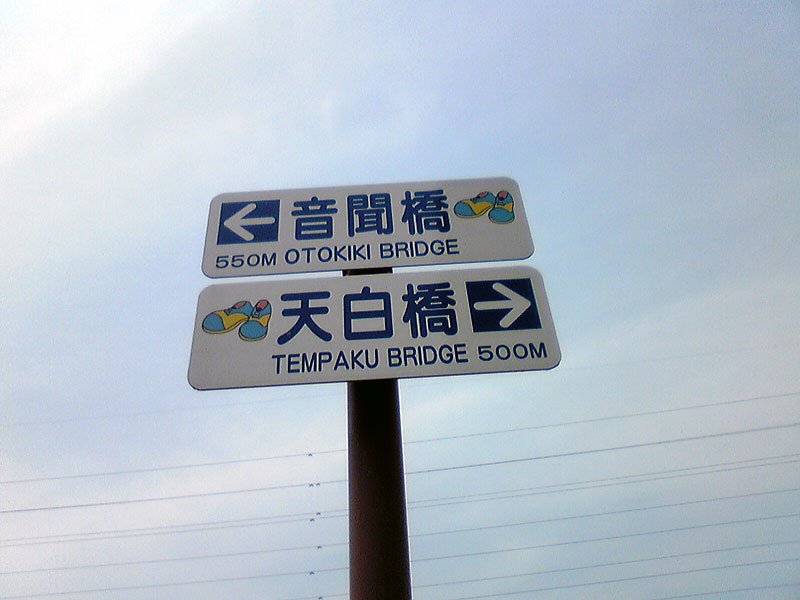 音聞橋
550M OTOKIKI BRIDGE
天白橋
TEMPAKU BRIDGE 500M